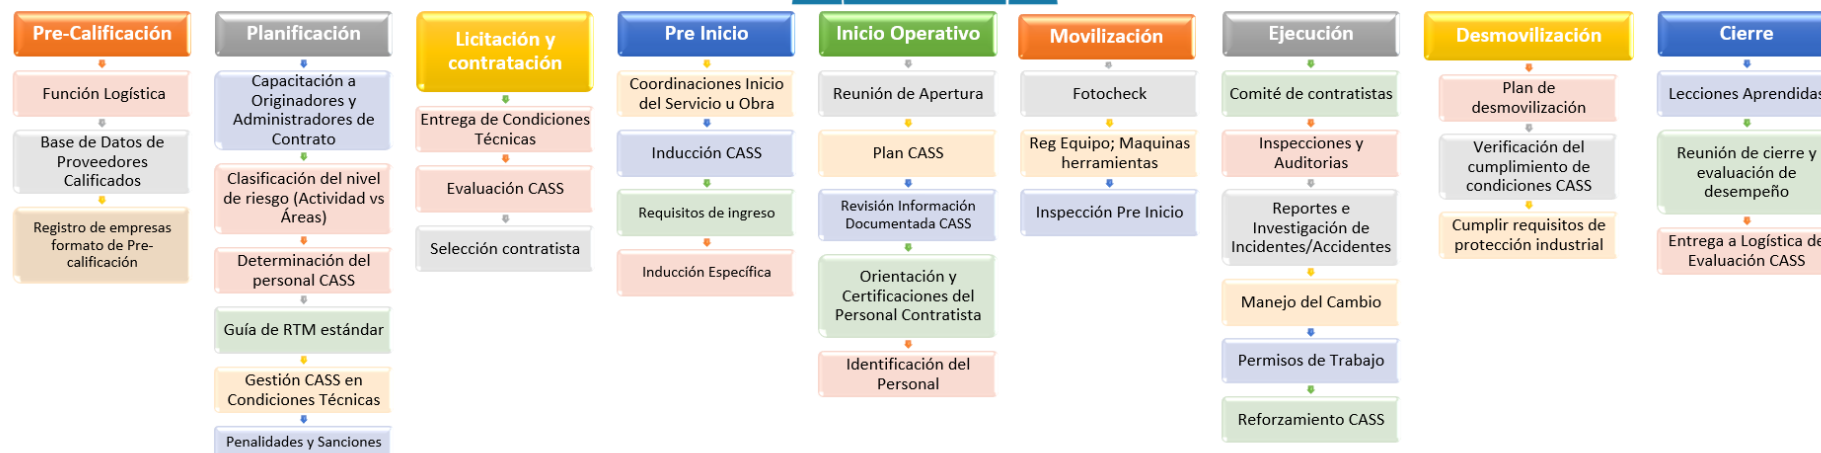 Pre-Calificación
Función Logística
Base de Datos de
Proveedores
Calificados
Registro de empresas
formato de Pre-
calificación
Planificación
Capacitación a
Originadores y
Administradores de
Contrato
Clasificación del nivel
de riesgo (Actividad vs
Áreas)
Determinación del
personal CASS
Guía de RTM estándar
Gestión CASS en
Condiciones Técnicas
Penalidades y Sanciones
Licitación y
contratación
Entrega de Condiciones
Técnicas
Evaluación CASS
Selección contratista
Pre Inicio
Coordinaciones Inicio
del Servicio u Obra
Inducción CASS
Requisitos de ingreso
Inducción Específica
Inicio Operativo
Reunión de Apertura
Plan CASS
Revisión Información
Documentada CASS
Orientación y
Certificaciones del
Personal Contratista
Identificación del
Personal
Movilización
Fotocheck
Reg Equipo; Maquinas
herramientas
Inspección Pre Inicio
Ejecución
Comité de contratistas
Inspecciones y
Auditorias
Reportes e
Investigación de
Incidentes/Accidentes
Manejo del Cambio
Permisos de Trabajo
Reforzamiento CASS
Desmovilización
Plan de
desmovilización
Verificación del
cumplimiento de
condiciones CASS
Cumplir requisitos de
protección industrial
Cierre
Lecciones Aprendidas
Reunión de cierre y
evaluación de
desempeño
Entrega a Logística de
Evaluación CASS